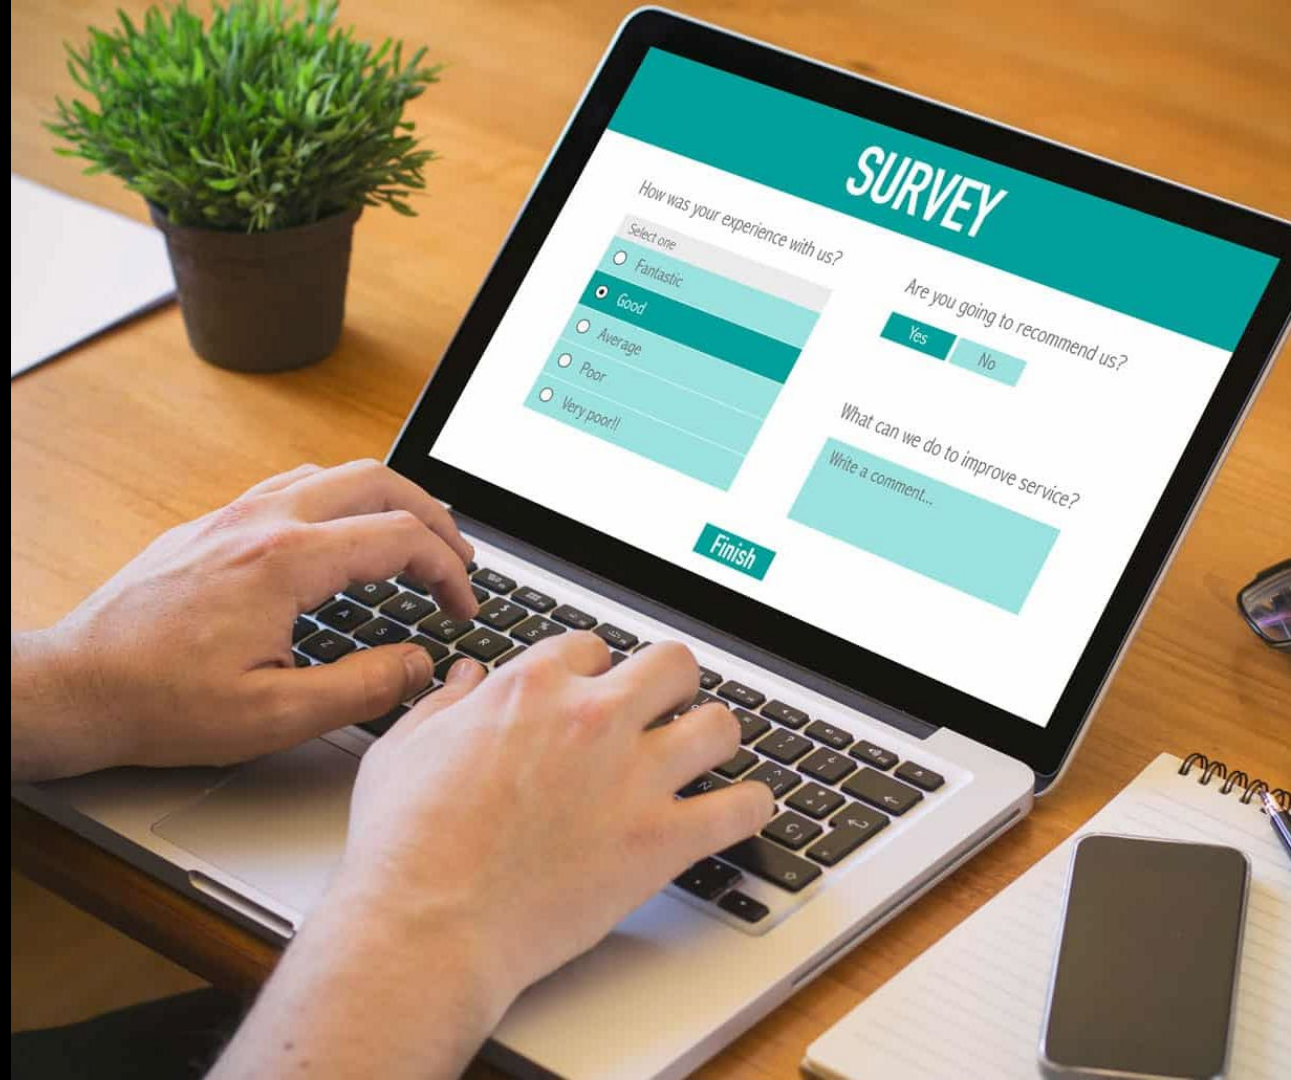 SURVEY
How was your experience with us?
Select one
Fantastic
Good
Average
Poor
Very poor!!
Are you going to recommend us?
Yes
No
What can we do to improve service?
Write a comment...
Finish
Q
W
E
R
A
S
Z
Ñ
Ç